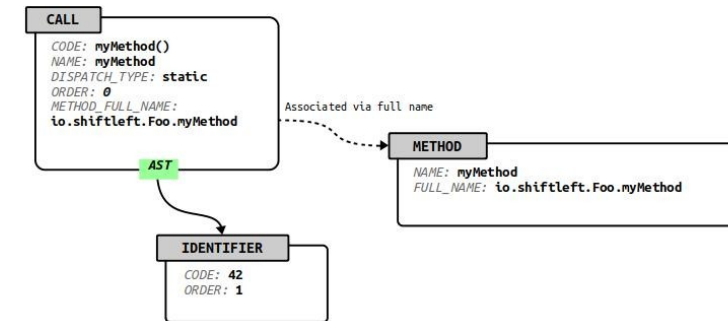 CALL
CODE: myMethod()
NAME: myMethod
DISPATCH_TYPE: static
ORDER: 0
METHOD_FULL_NAME:
io.shiftleft.Foo.myMethod
Associated via full name
METHOD
NAME: myMethod
FULL_NAME: io.shiftleft.Foo.myMethod
AST
IDENTIFIER
CODE: 42
ORDER: 1